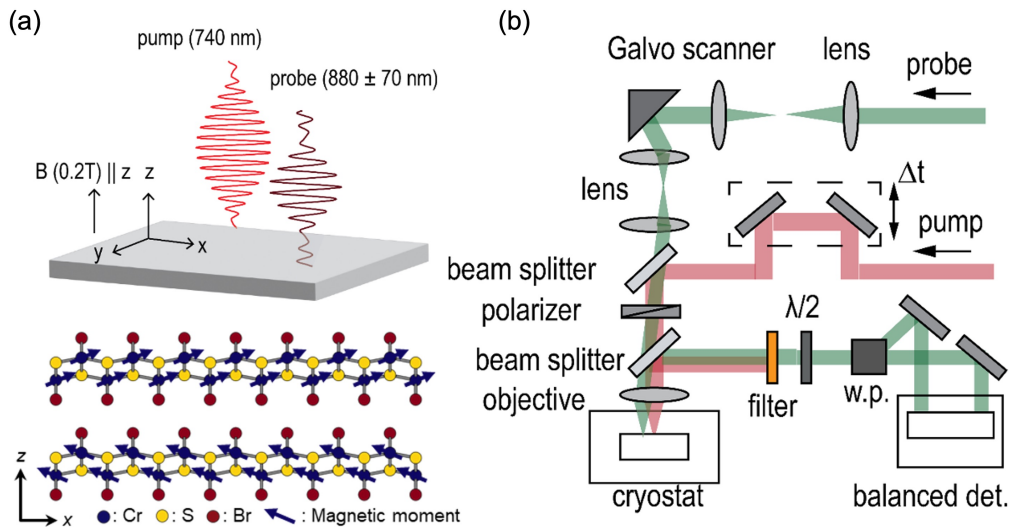 (a)
pump (740 nm)
probe (880 ± 70 nm)
B (0.2T) || z
z
y
x
z
x
: Cr : S : Br : Magnetic moment
(b)
Galvo scanner
lens
probe
lens
Δt
pump
beam splitter
polarizer
λ/2
beam splitter
objective
filter
w.p.
cryostat
balanced det.